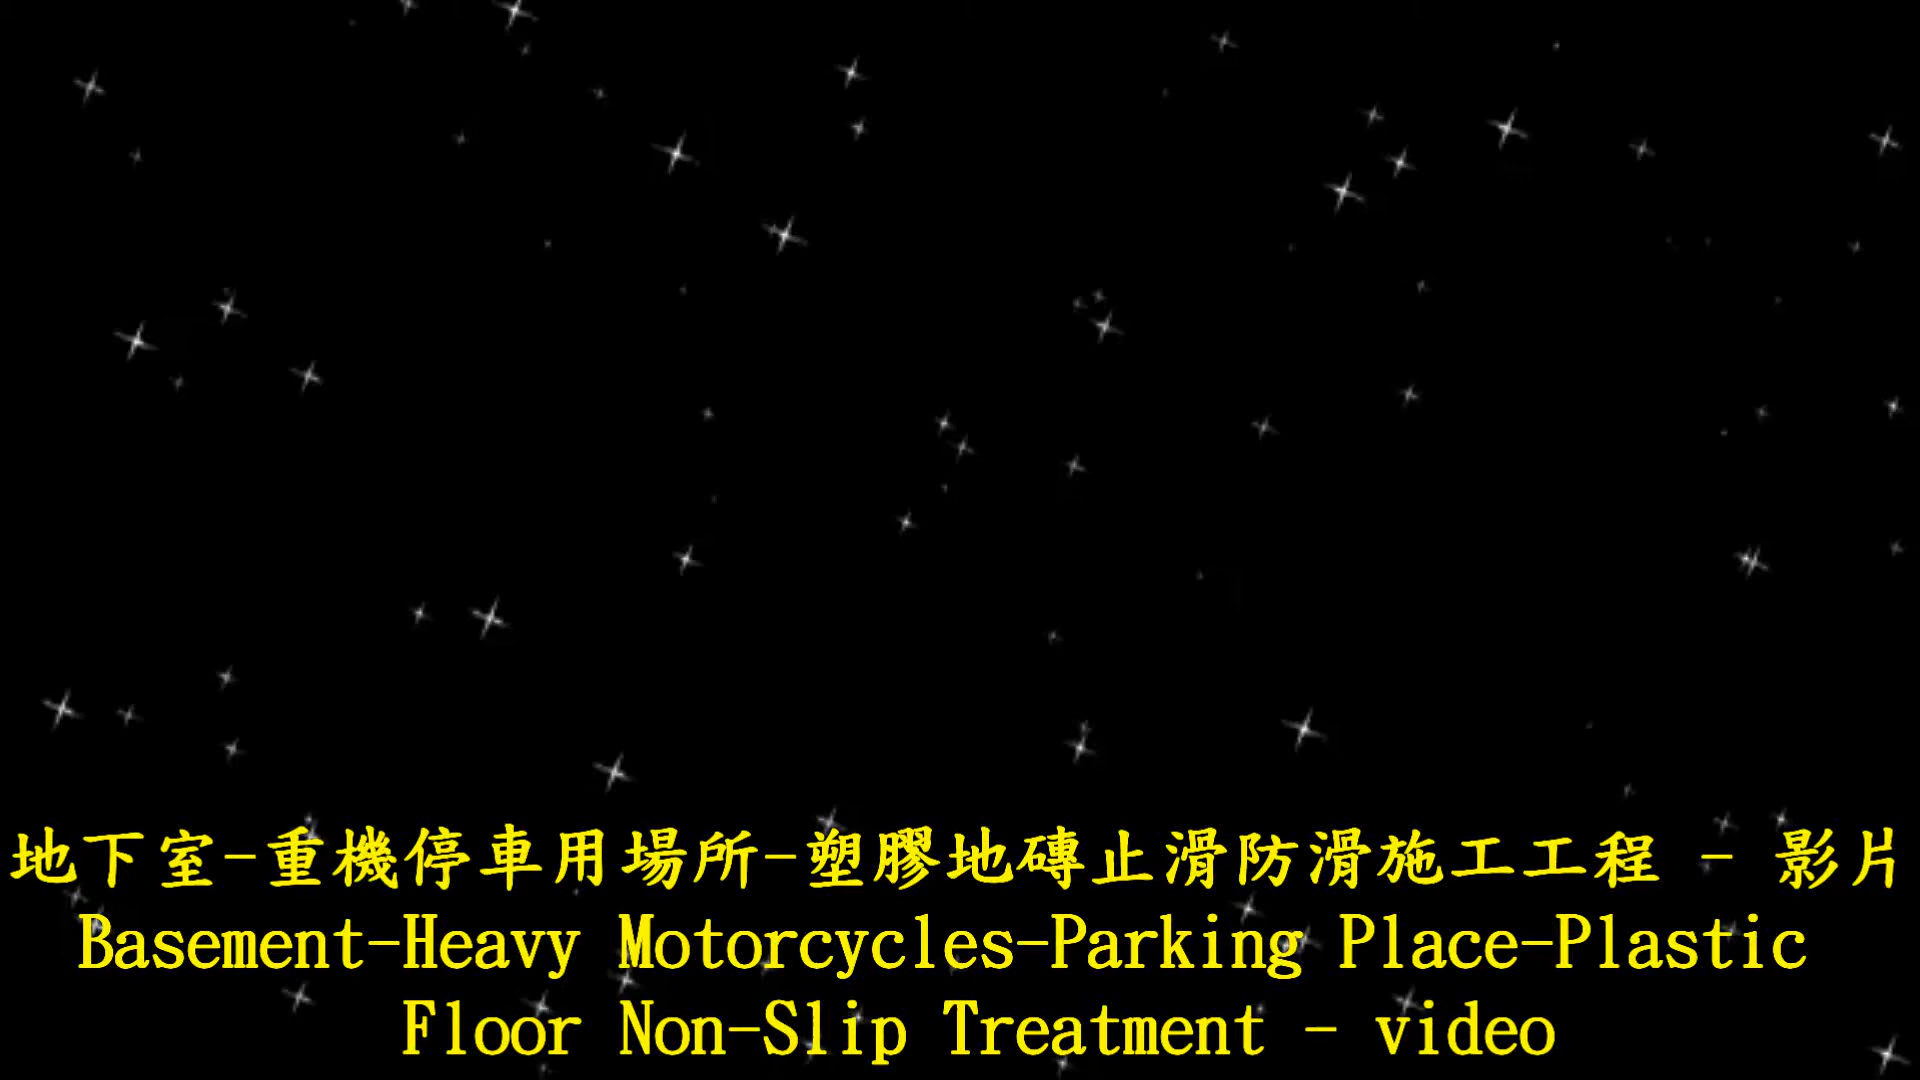 地下室-重機停車用場所-塑膠地磚止滑防滑施工工程 - 影片
Basement-Heavy Motorcycles-Parking Place-Plastic
Floor Non-Slip Treatment - video